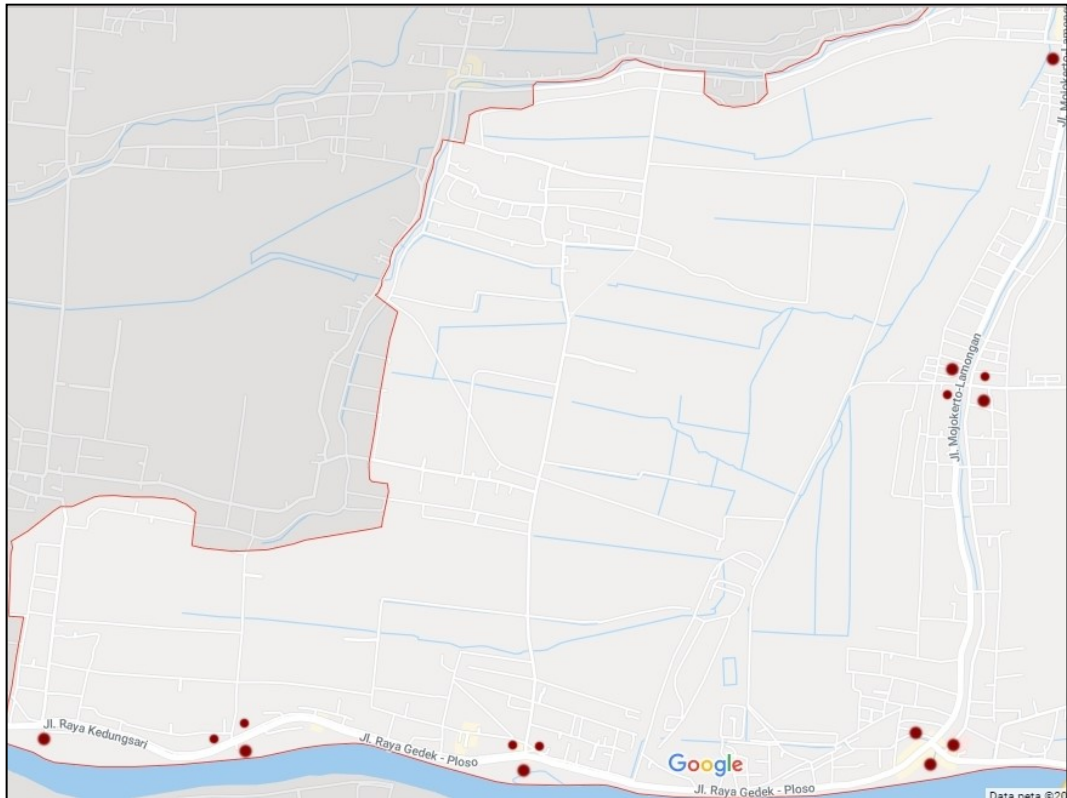 Jl. Mojokerto-Lamongan
Jl. Mojokerto-Lamongan
Jl. Raya Kedungsari
Jl. Raya Gedek - Ploso
Google
Jl. Raya Gedek - Ploso
Data peta ©20